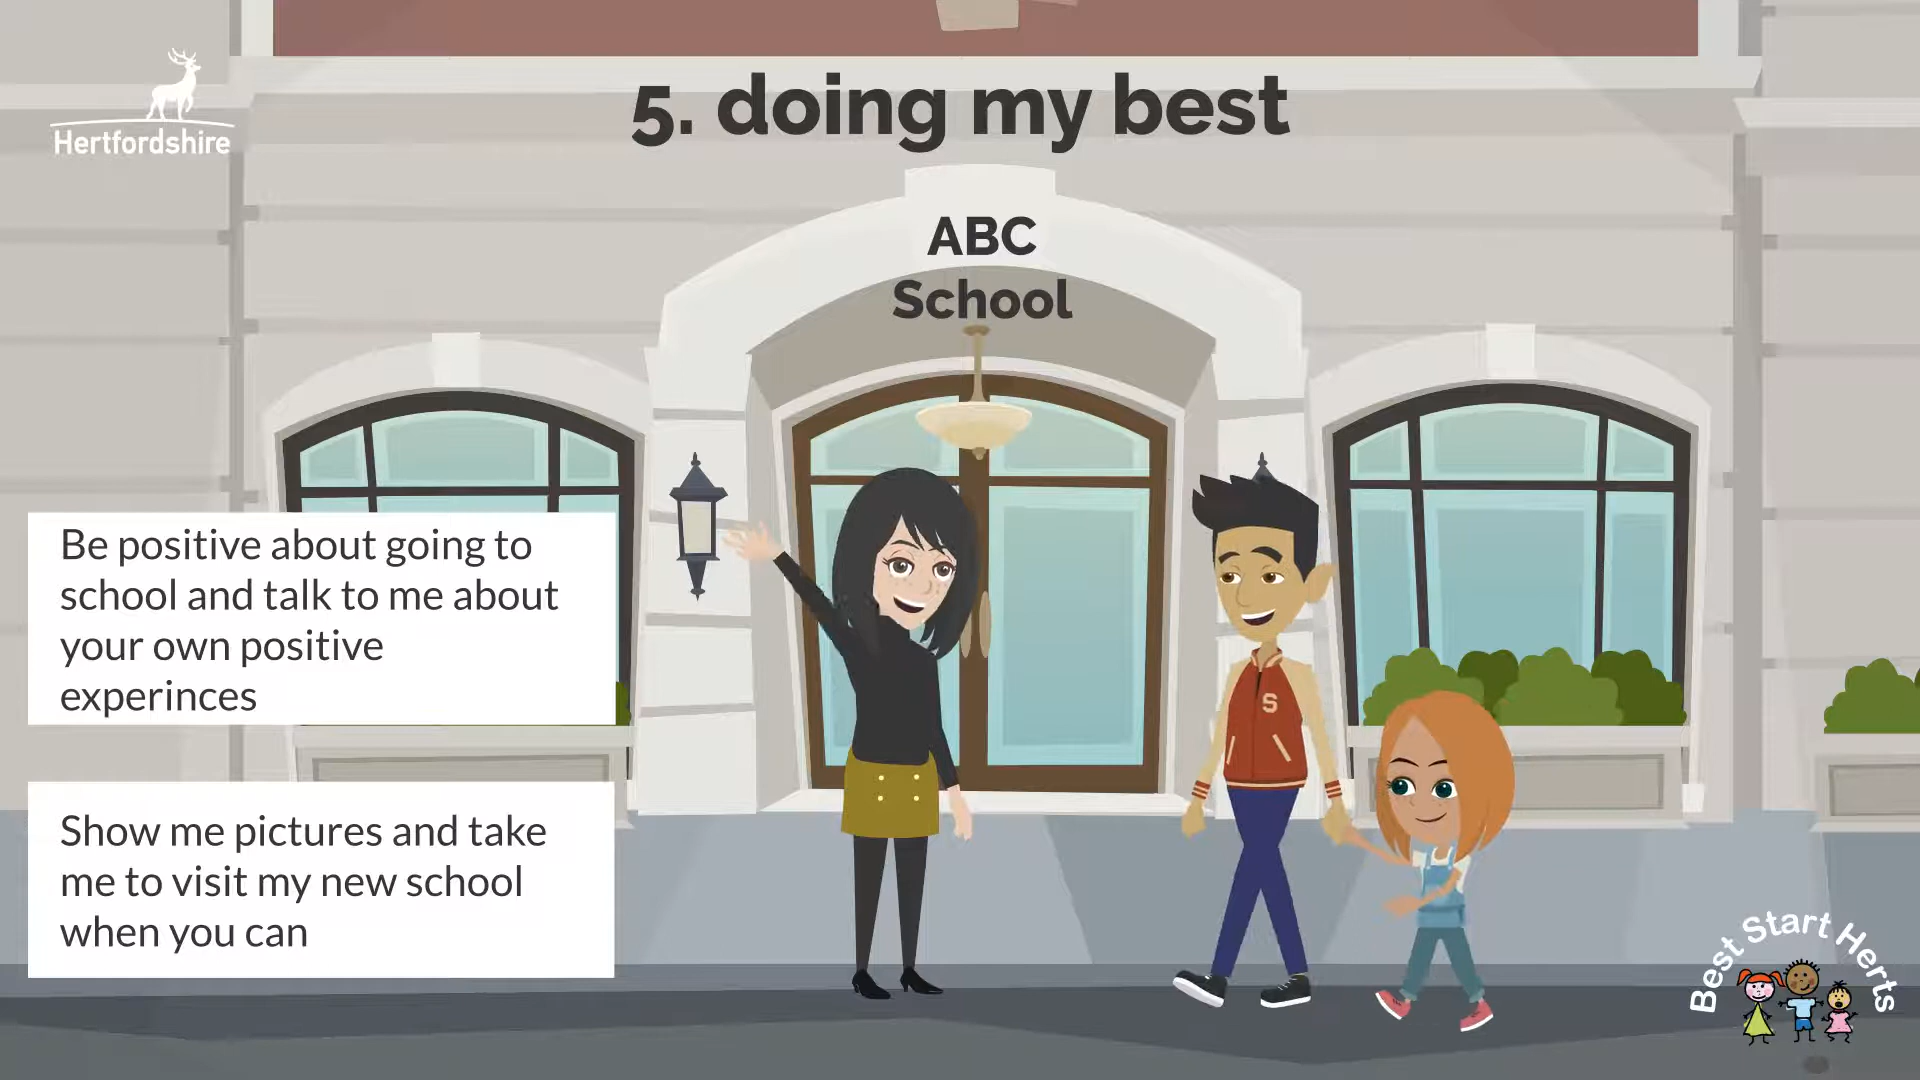 Hertfordshire
5. doing my best
ABC
School
Be positive about going to
school and talk to me about
your own positive
experinces
Show me pictures and take
me to visit my new school
when you can
S
Best Start Herts